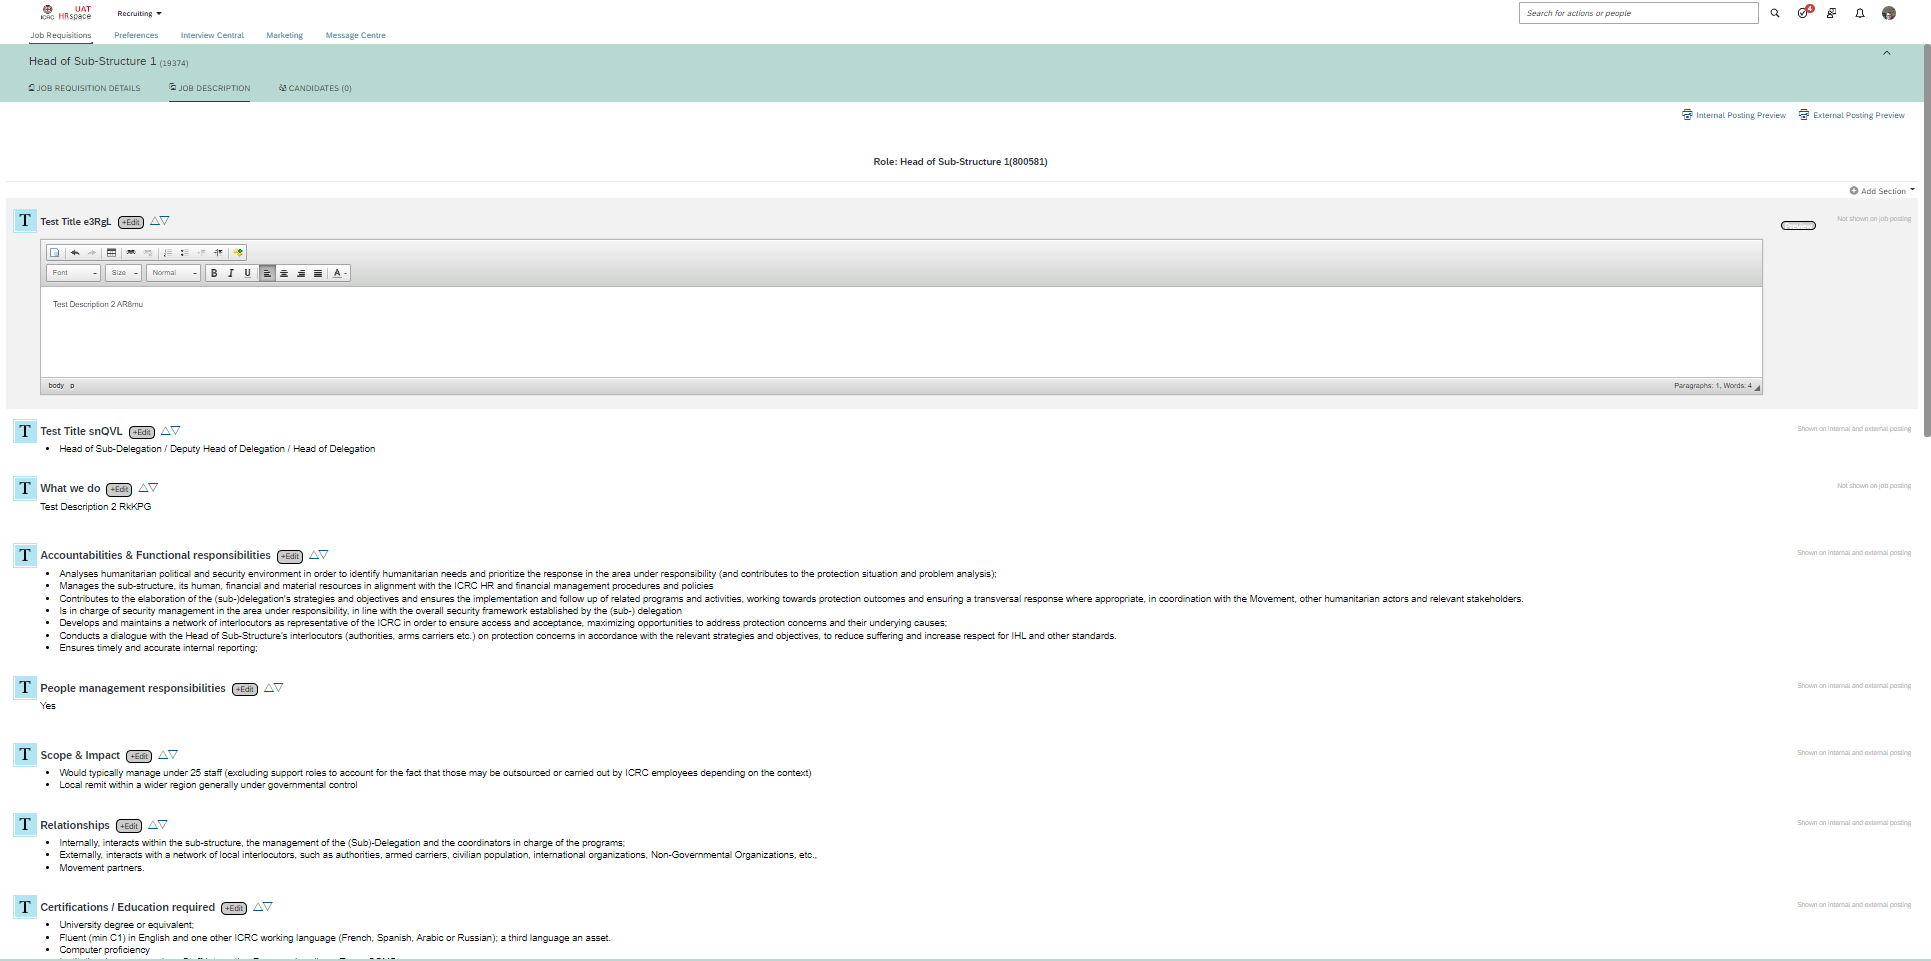 UAT
ICRC HRspace
Recruiting
Search for actions or people
4
Job Requisitions Preferences Interview Central Marketing Message Centre
Head of Sub-Structure 1 (19374)
JOB REQUISITION DETAILS JOB DESCRIPTION CANDIDATES (0)
Internal Posting Preview External Posting Preview
Role: Head of Sub-Structure 1(800581)
Add Section
T Test Title e3RgL +Edit
Not shown on job posting
Font Size Normal B I U A
Test Description 2 AR8mu
body p
Paragraphs: 1, Words: 4
T Test Title snQVL +Edit
Shown on internal and external posting
• Head of Sub-Delegation / Deputy Head of Delegation / Head of Delegation
T What we do +Edit
Not shown on job posting
Test Description 2 RkKPG
T Accountabilities & Functional responsibilities +Edit
Shown on internal and external posting
• Analyses humanitarian political and security environment in order to identify humanitarian needs and prioritize the response in the area under responsibility (and contributes to the protection situation and problem analysis);
• Manages the sub-structure, its human, financial and material resources in alignment with the ICRC HR and financial management procedures and policies
• Contributes to the elaboration of the (sub-)delegation's strategies and objectives and ensures the implementation and follow up of related programs and activities, working towards protection outcomes and ensuring a transversal response where appropriate, in coordination with the Movement, other humanitarian actors and relevant stakeholders.
• Is in charge of security management in the area under responsibility, in line with the overall security framework established by the (sub-) delegation
• Develops and maintains a network of interlocutors as representative of the ICRC in order to ensure access and acceptance, maximizing opportunities to address protection concerns and their underlying causes;
• Conducts a dialogue with the Head of Sub-Structure's interlocutors (authorities, arms carriers etc.) on protection concerns in accordance with the relevant strategies and objectives, to reduce suffering and increase respect for IHL and other standards.
• Ensures timely and accurate internal reporting;
T People management responsibilities +Edit
Shown on internal and external posting
Yes
T Scope & Impact +Edit
Shown on internal and external posting
• Would typically manage under 25 staff (excluding support roles to account for the fact that those may be outsourced or carried out by ICRC employees depending on the context)
• Local remit within a wider region generally under governmental control
T Relationships +Edit
Shown on internal and external posting
• Internally, interacts within the sub-structure, the management of the (Sub)-Delegation and the coordinators in charge of the programs;
• Externally, interacts with a network of local interlocutors, such as authorities, armed carriers, civilian population, international organizations, Non-Governmental Organizations, etc.,
• Movement partners.
T Certifications / Education required +Edit
Shown on internal and external posting
• University degree or equivalent;
• Fluent (min C1) in English and one other ICRC working language (French, Spanish, Arabic or Russian); a third language an asset.
• Computer proficiency